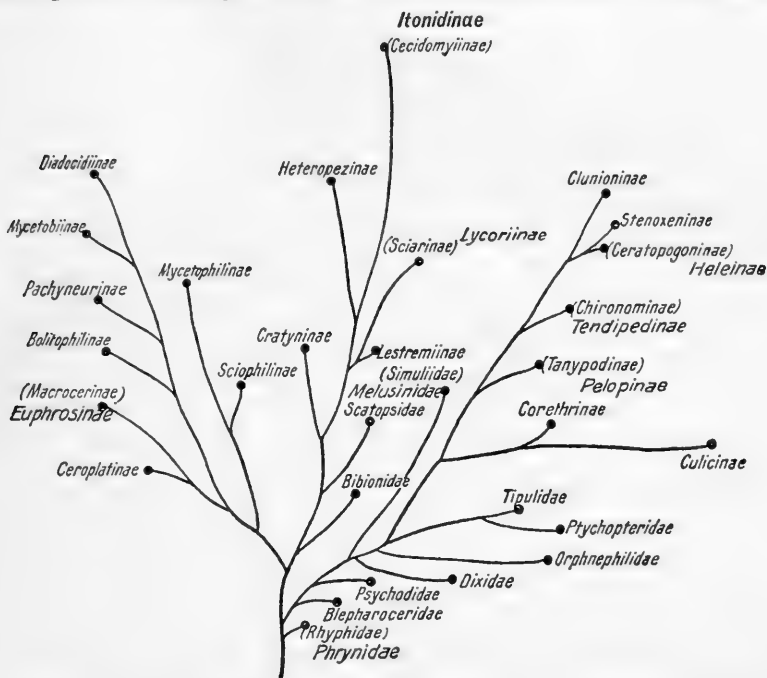 Itonidinae
(Cecidomyiinae)
Diadocidiinae
Heteropezinae
Clunioninae
Mycetobiinae
Stenoxeninae
(Sciarinae) Lycoriinae
(Ceratopogoninae)
Heleinae
Mycetophilinae
Pachyneurinae
(Chironominae)
Tendipedinae
Bolitophilinae
Cratyninae
Lestremiinae
(Simuliidae)
Melusinidae
(Tanypodinae)
Pelopinae
Sciophilinae
(Macrocerinae)
Euphrosinae
Scatopsidae
Corethrinae
Culicinae
Ceroplatinae
Bibionidae
Tipulidae
Ptychopteridae
Orphnephilidae
Dixidae
Psychodidae
Blepharoceridae
(Rhyphidae)
Phrynidae